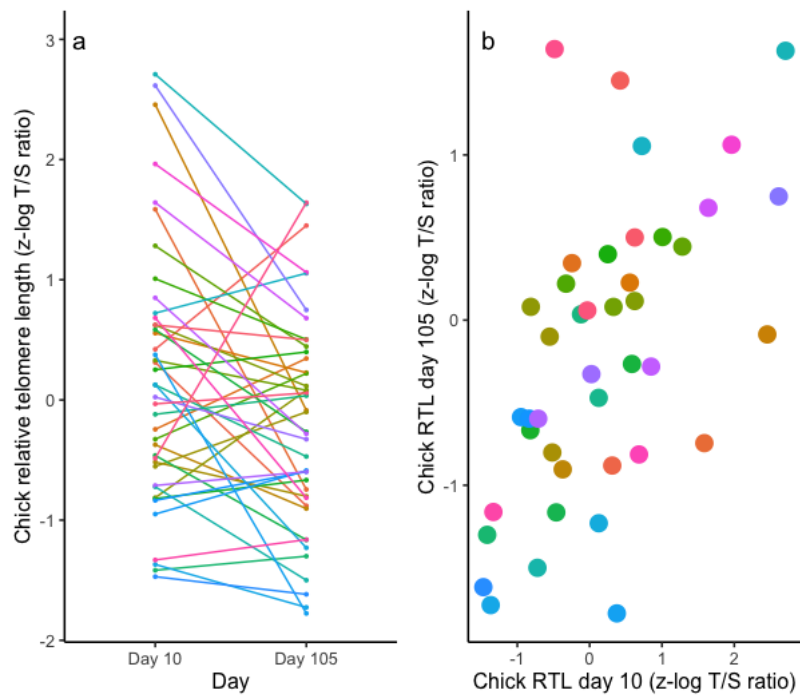 a
3
2
1
0
-1
-2
Chick relative telomere length (z-log T/S ratio)
Day 10
Day 105
Day
b
1
0
-1
Chick RTL day 105 (z-log T/S ratio)
-1
0
1
2
Chick RTL day 10 (z-log T/S ratio)